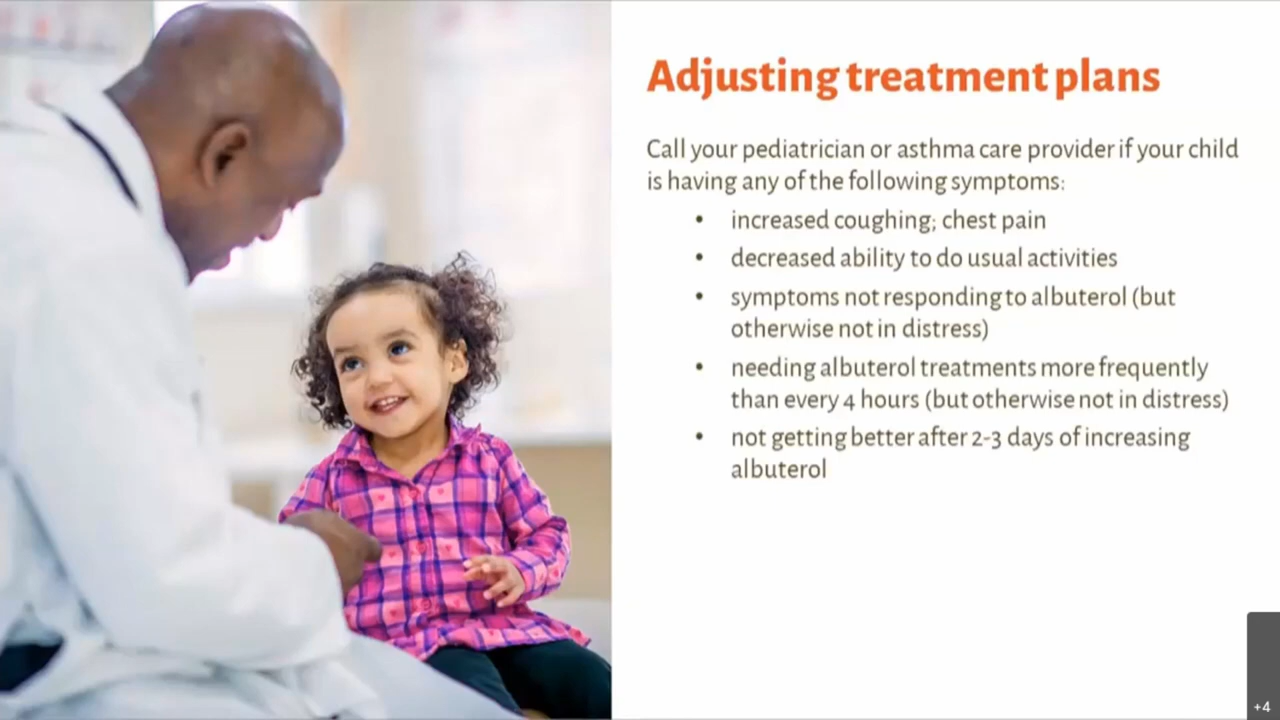 Adjusting treatment plans
Call your pediatrician or asthma care provider if your child
is having any of the following symptoms:
• increased coughing; chest pain
• decreased ability to do usual activities
• symptoms not responding to albuterol (but
otherwise not in distress)
• needing albuterol treatments more frequently
than every 4 hours (but otherwise not in distress)
• not getting better after 2-3 days of increasing
albuterol
+4